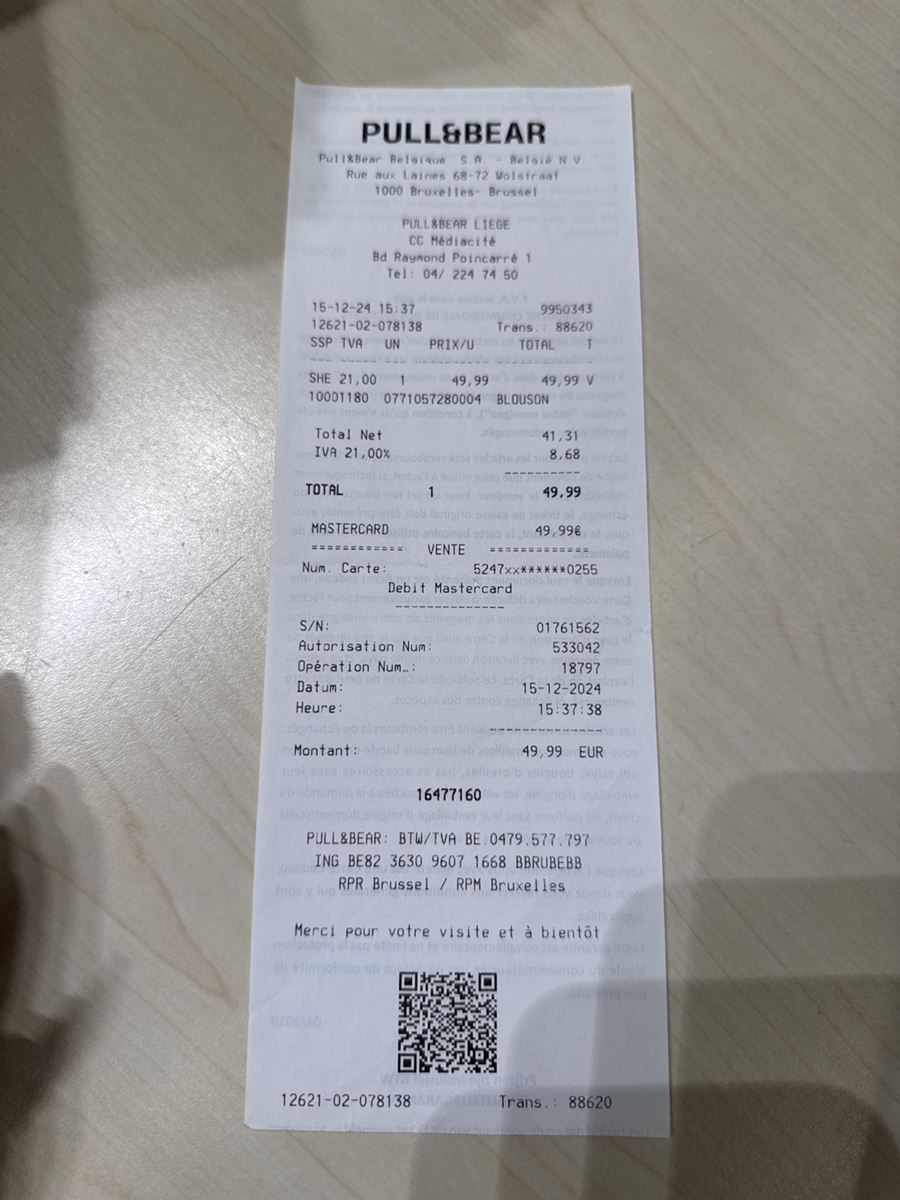 PULL&BEAR
Pull&Bear Belgique S.A. - België N.V.
Rue aux Laines 68-72 Wolstraat
1000 Bruxelles- Brussel
PULL&BEAR LIEGE
CC Médiacité
Bd Raymond Poincarré 1
Tel: 04/ 224 74 50
15-12-24 15:37 9950343
12621-02-078138 Trans.: 88620
SSP TVA UN PRIX/U TOTAL T
--- ----- --- ---------- ---------- --
SHE 21,00 1 49,99 49,99 V
10001180 0771057280004 BLOUSON
Total Net 41,31
IVA 21,00% 8,68
----------
TOTAL 1 49,99
MASTERCARD 49,99€
============ VENTE =============
Num. Carte: 5247xx******0255
Debit Mastercard
--------------
S/N: 01761562
Autorisation Num: 533042
Opération Num…: 18797
Datum: 15-12-2024
Heure: 15:37:38
--------------
Montant: 49,99 EUR
16477160
PULL&BEAR: BTW/TVA BE.0479.577.797
ING BE82 3630 9607 1668 BBRUBEBB
RPR Brussel / RPM Bruxelles
Merci pour votre visite et à bientôt
12621-02-078138 Trans.: 88620